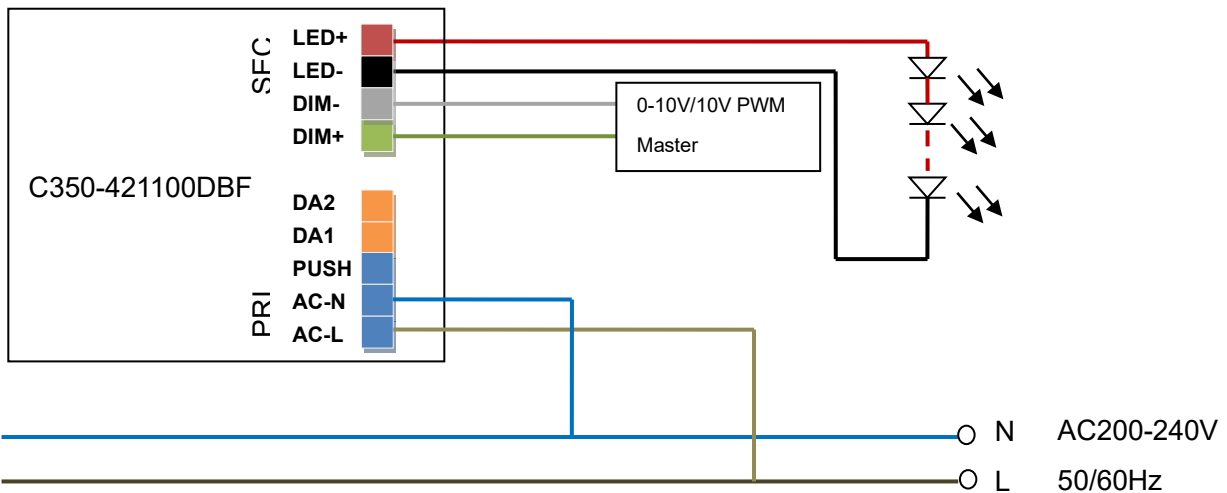 SEC
LED+
LED-
DIM-
DIM+
0-10V/10V PWM
Master
C350-421100DBF
DA2
DA1
PUSH
PRI
AC-N
AC-L
N AC200-240V
L 50/60Hz